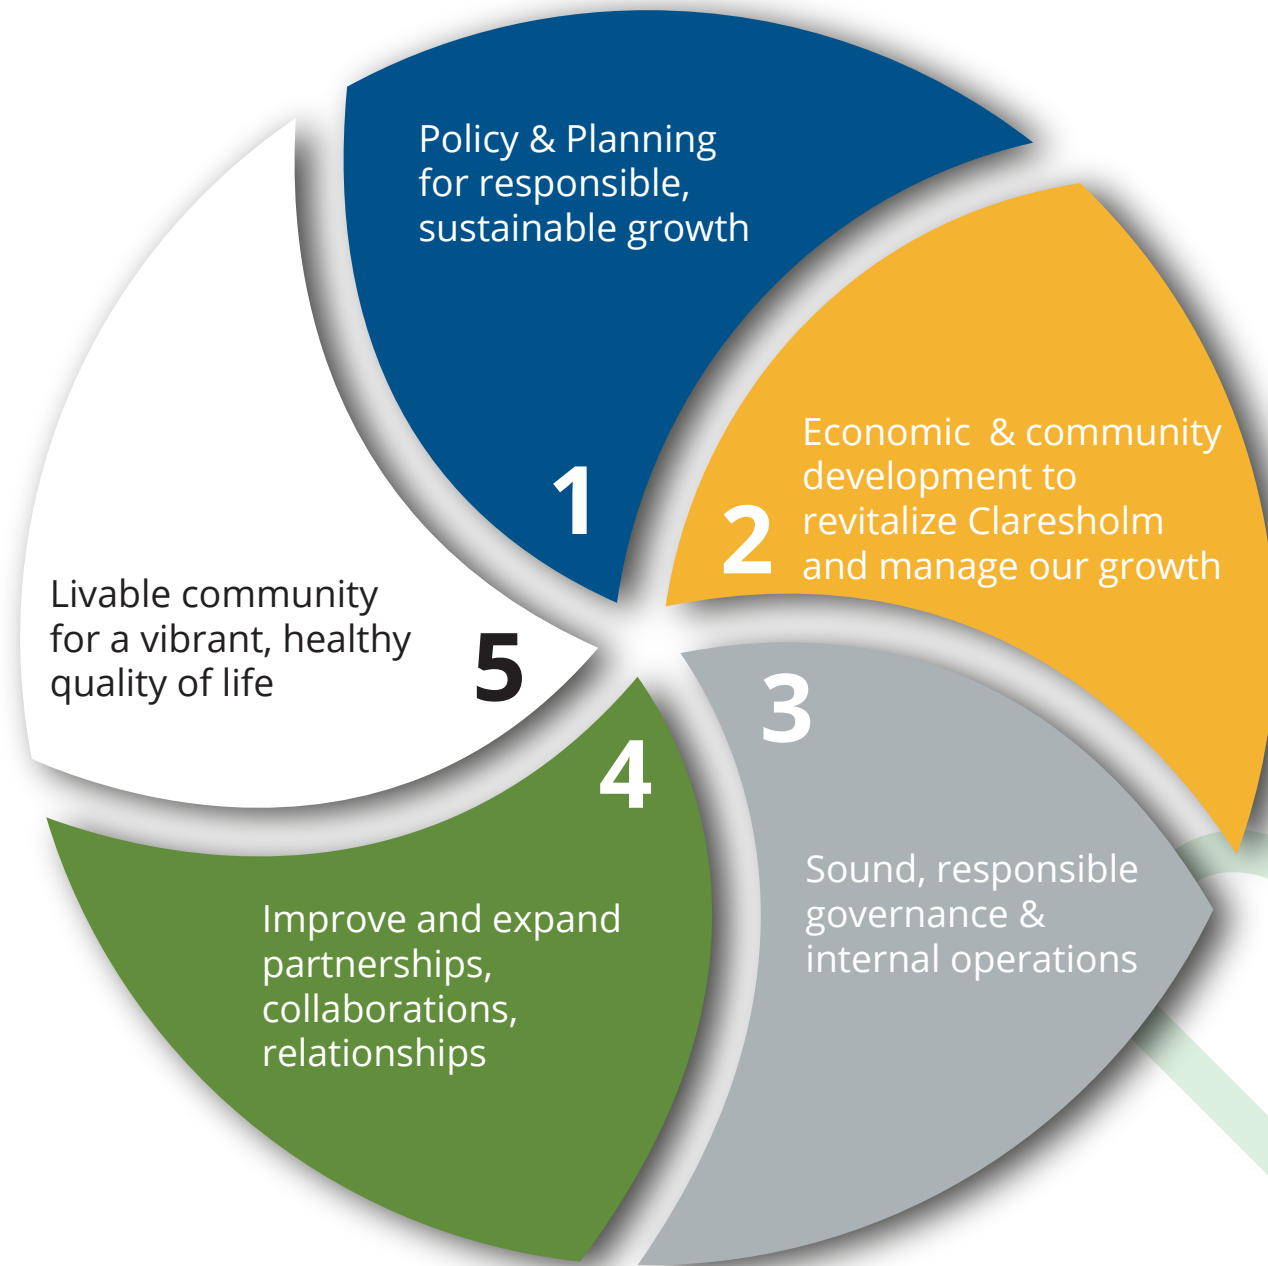 Policy & Planning
for responsible,
sustainable growth
1
Economic & community
development to
revitalize Claresholm
and manage our growth
2
3
Sound, responsible
governance &
internal operations
4
Improve and expand
partnerships,
collaborations,
relationships
5
Livable community
for a vibrant, healthy
quality of life